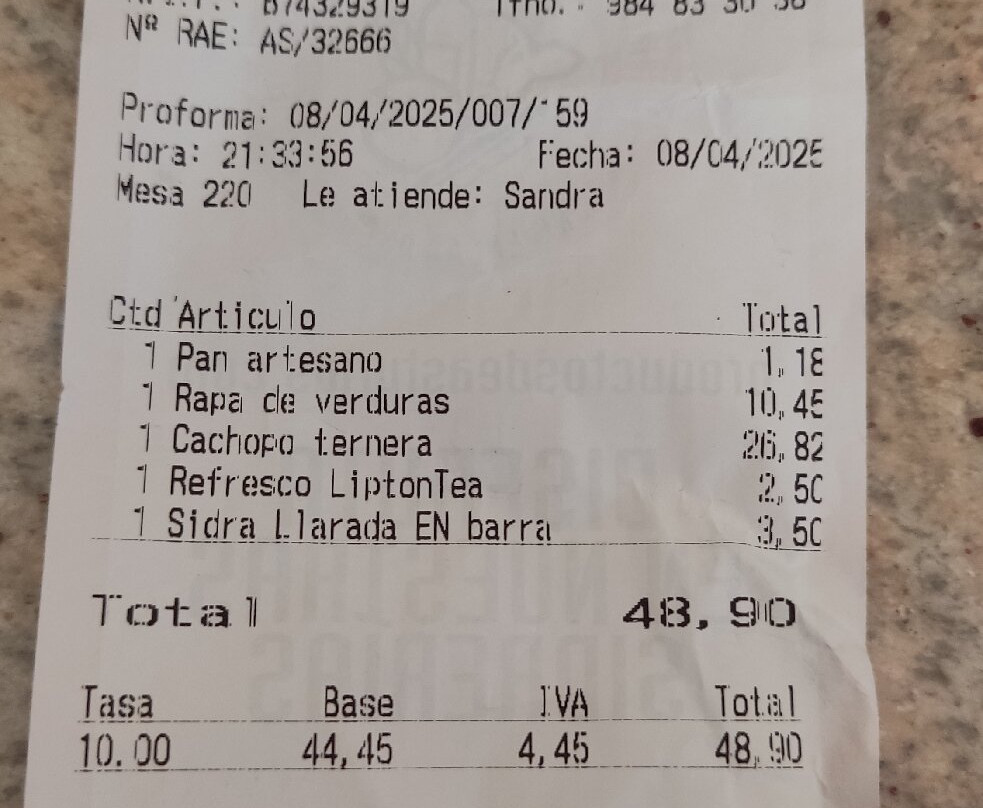 Nº RAE: AS/32666
Proforma: 08/04/2025/007/ 59
Hora: 21:33:56 Fecha: 08/04/2025
Mesa 220 Le atiende: Sandra
Ctd Articulo Total
1 Pan artesano 1,18
1 Rapa de verduras 10,45
1 Cachopo ternera 26,82
1 Refresco LiptonTea 2,50
1 Sidra Llarada EN barra 3,50
Total 48,90
Tasa Base IVA Total
10.00 44,45 4,45 48,90